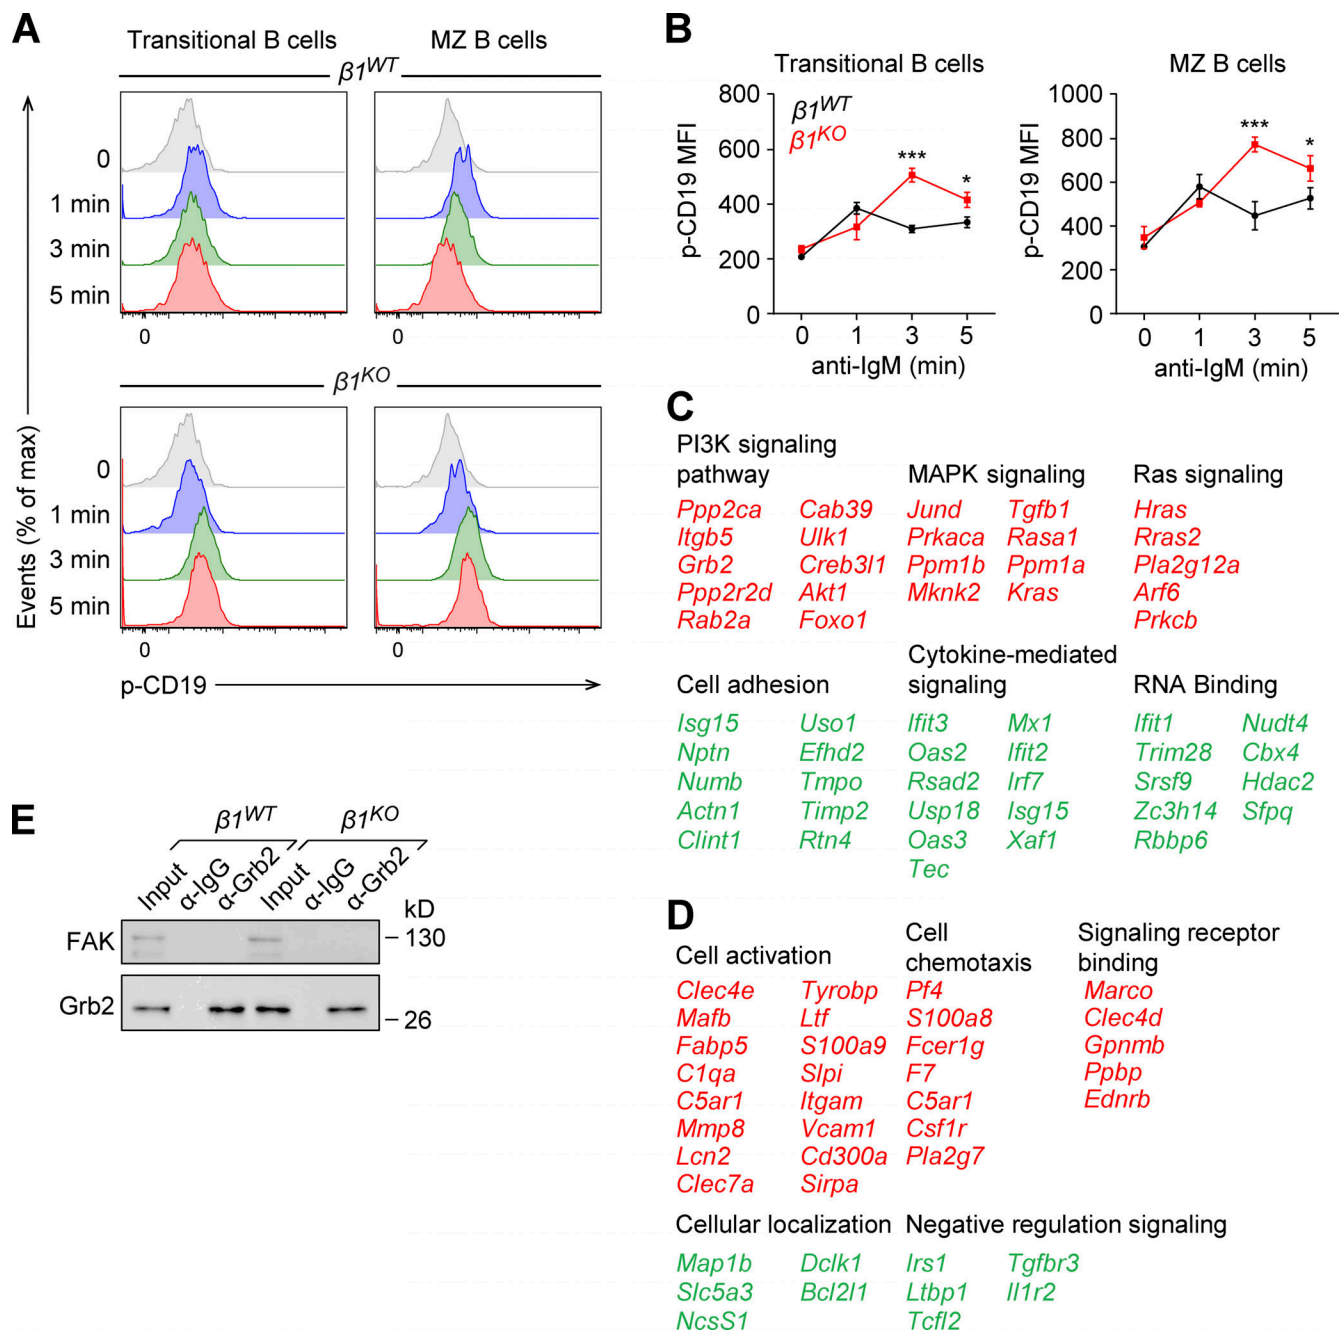 A
Transitional B cells
MZ B cells
β1WT
0
1 min
3 min
5 min
0
0
β1KO
0
1 min
3 min
5 min
0
0
Events (% of max)
p-CD19
B
Transitional B cells
β1WT
β1KO
p-CD19 MFI
800
600
400
200
0
***
*
0 1 3 5
anti-IgM (min)
MZ B cells
p-CD19 MFI
1000
800
600
400
200
0
***
*
0 1 3 5
anti-IgM (min)
C
PI3K signaling
pathway
Ppp2ca Cab39
Itgb5 Ulk1
Grb2 Creb3l1
Ppp2r2d Akt1
Rab2a Foxo1
MAPK signaling
Jund Tgfb1
Prkaca Rasa1
Ppm1b Ppm1a
Mknk2 Kras
Ras signaling
Hras
Rras2
Pla2g12a
Arf6
Prkcb
Cell adhesion
Isg15 Uso1
Nptn Efhd2
Numb Tmpo
Actn1 Timp2
Clint1 Rtn4
Cytokine-mediated
signaling
Ifit3 Mx1
Oas2 Ifit2
Rsad2 Irf7
Usp18 Isg15
Oas3 Xaf1
Tec
RNA Binding
Ifit1 Nudt4
Trim28 Cbx4
Srsf9 Hdac2
Zc3h14 Sfpq
Rbbp6
D
Cell activation
Clec4e Tyrobp
Mafb Ltf
Fabp5 S100a9
C1qa Slpi
C5ar1 Itgam
Mmp8 Vcam1
Lcn2 Cd300a
Clec7a Sirpa
Cell
chemotaxis
Pf4
S100a8
Fcer1g
F7
C5ar1
Csf1r
Pla2g7
Signaling receptor
binding
Marco
Clec4d
Gpnmb
Ppbp
Ednrb
Cellular localization
Map1b Dclk1
Slc5a3 Bcl2l1
NcsS1
Negative regulation signaling
Irs1 Tgfbr3
Ltbp1 Il1r2
Tcfl2
E
β1WT β1KO
Input α-IgG α-Grb2 Input α-IgG α-Grb2
kD
FAK
130
Grb2
26